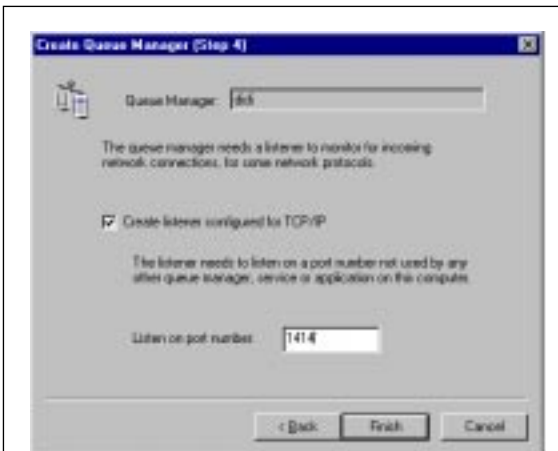 Create Queue Manager (Step 4)
Queue Manager:
The queue manager needs a listener to monitor for incoming
network connections, for some network protocols.
Create listener configured for TCP/IP
The listener needs to listen on a port number not used by any
other queue manager, service or application on this computer.
Listen on port number: 1414
< Back Finish Cancel